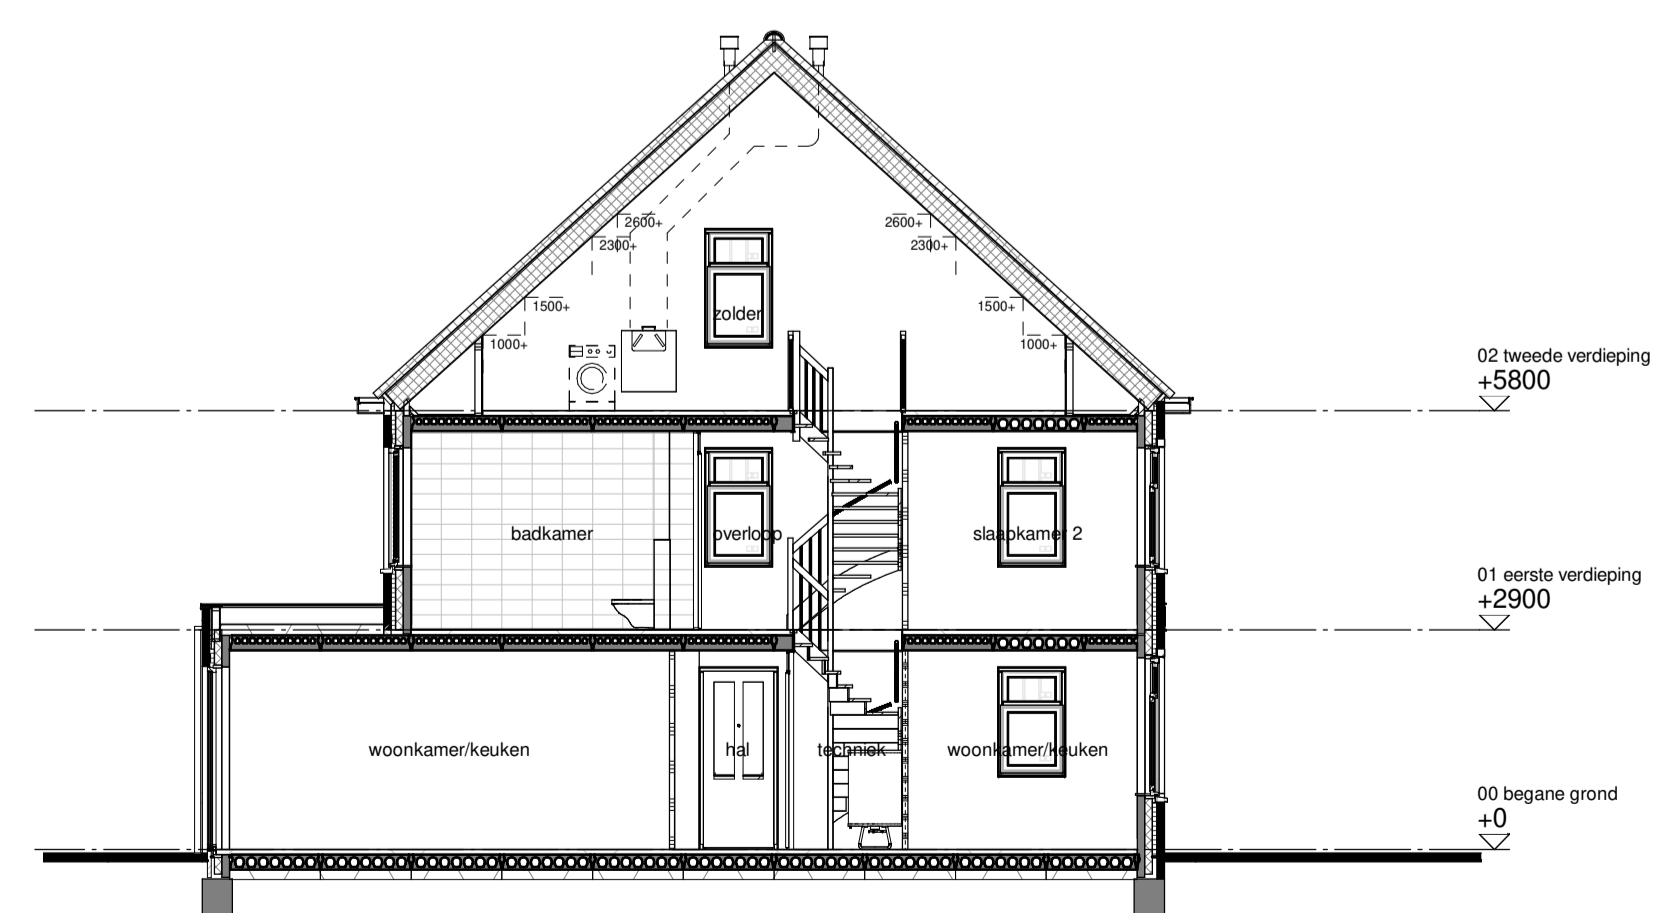 2600+
2600+
2300+
2300+
1500+
zolder
1500+
1000+
1000+
02 tweede verdieping
+5800
badkamer
overloop
slaapkamer 2
01 eerste verdieping
+2900
woonkamer/keuken
hal
techniek
woonkamer/keuken
00 begane grond
+0